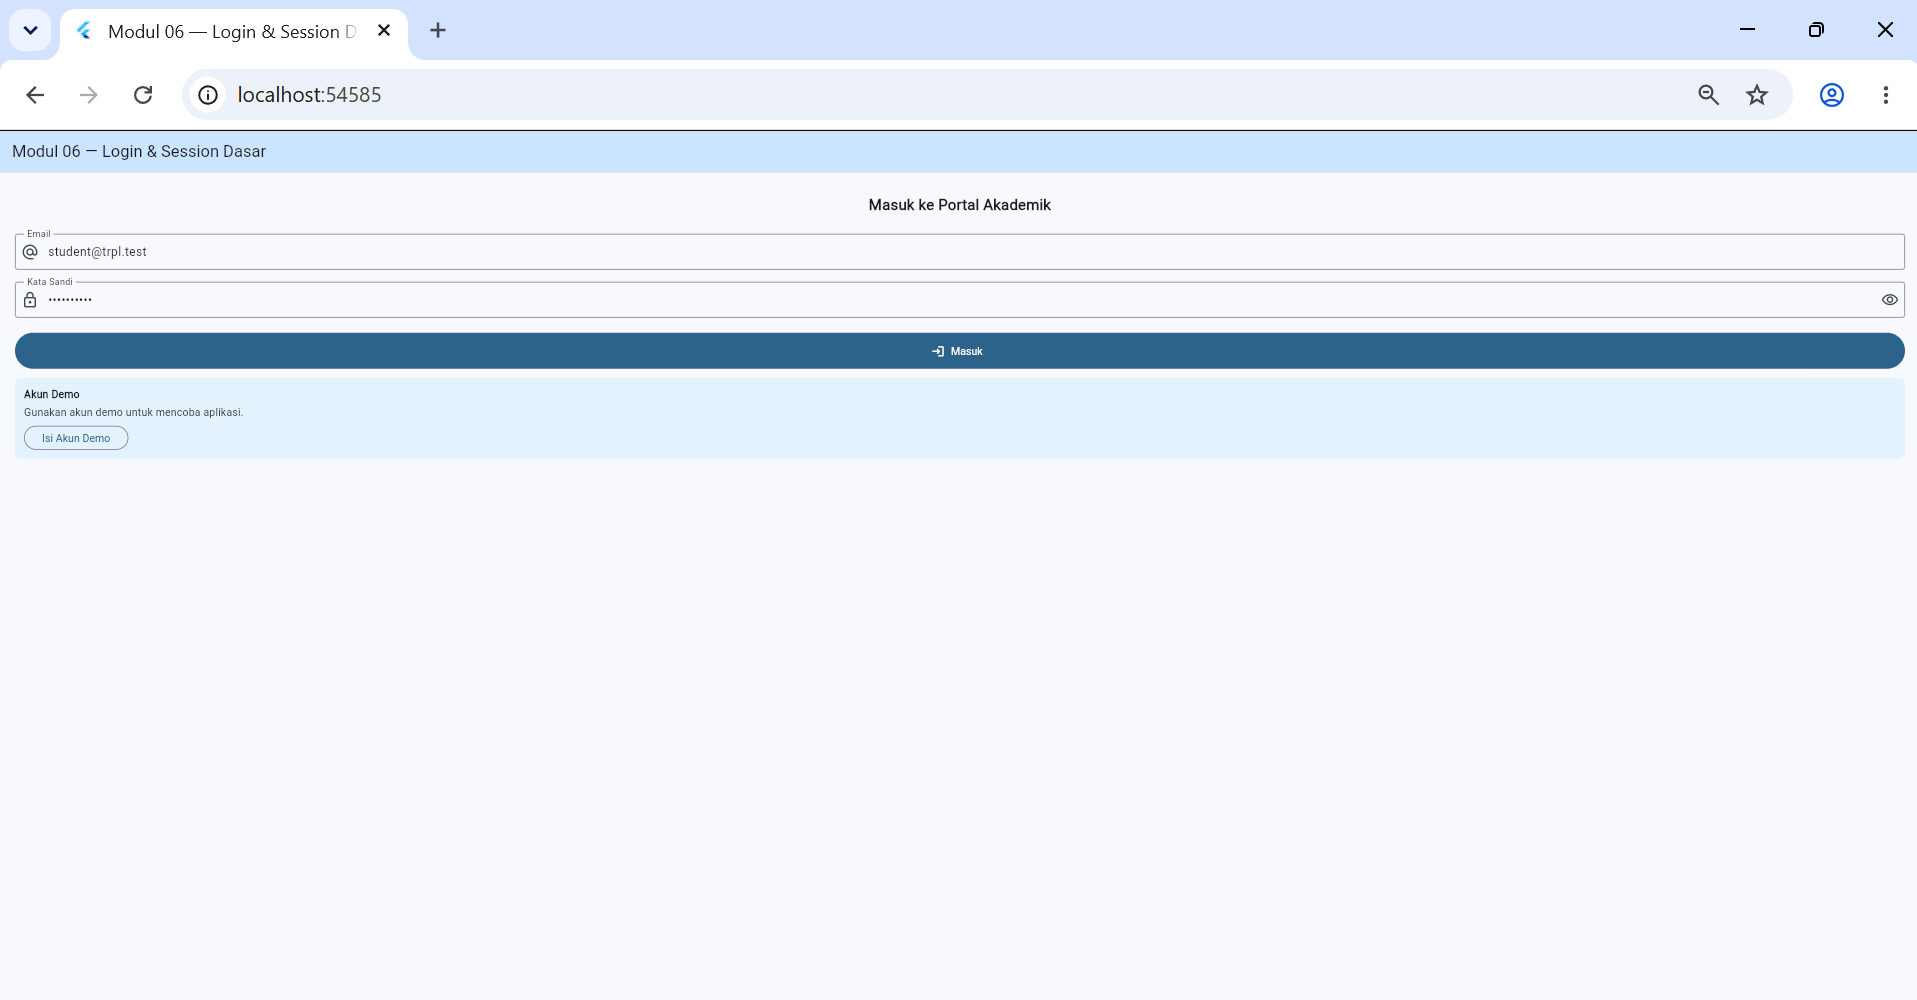 Modul 06 — Login & Session D
localhost:54585
Modul 06 — Login & Session Dasar
Masuk ke Portal Akademik
Email
student@trpl.test
Kata Sandi
••••••••••
Masuk
Akun Demo
Gunakan akun demo untuk mencoba aplikasi.
Isi Akun Demo